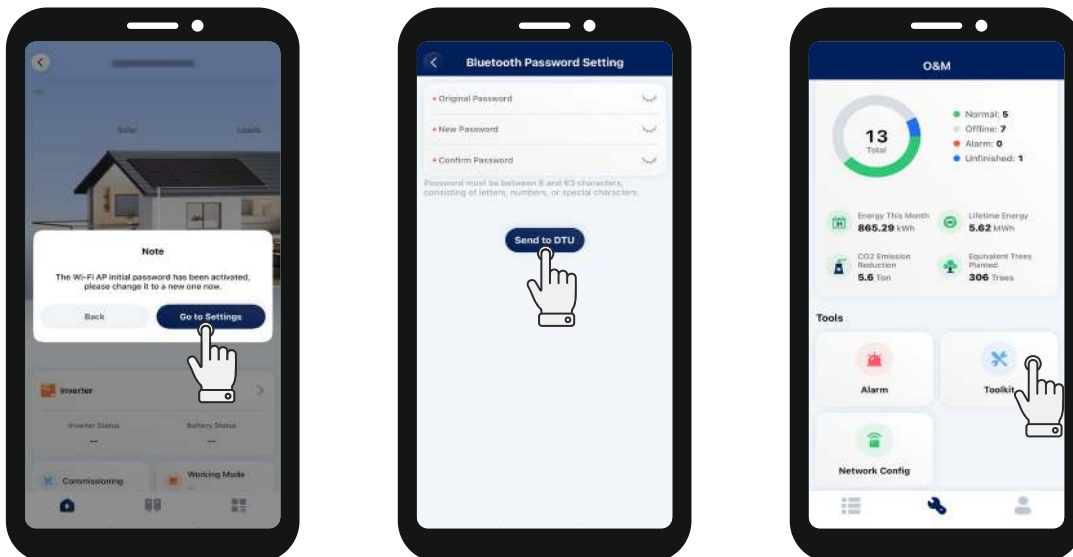 Solar
Loads
Note
The Wi-Fi AP initial password has been activated,
please change it to a new one now.
Back
Go to Settings
Inverter
Inverter Status
Battery Status
--
--
Commissioning
Working Mode
--
Bluetooth Password Setting
* Original Password
* New Password
* Confirm Password
Password must be between 8 and 63 characters,
consisting of letters, numbers, or special characters.
Send to DTU
O&M
13
Total
Normal: 5
Offline: 7
Alarm: 0
Unfinished: 1
Energy This Month
865.29 kWh
Lifetime Energy
5.62 MWh
CO2 Emission
Reduction
5.6 Ton
Equivalent Trees
Planted
306 Trees
Tools
Alarm
Toolkit
Network Config